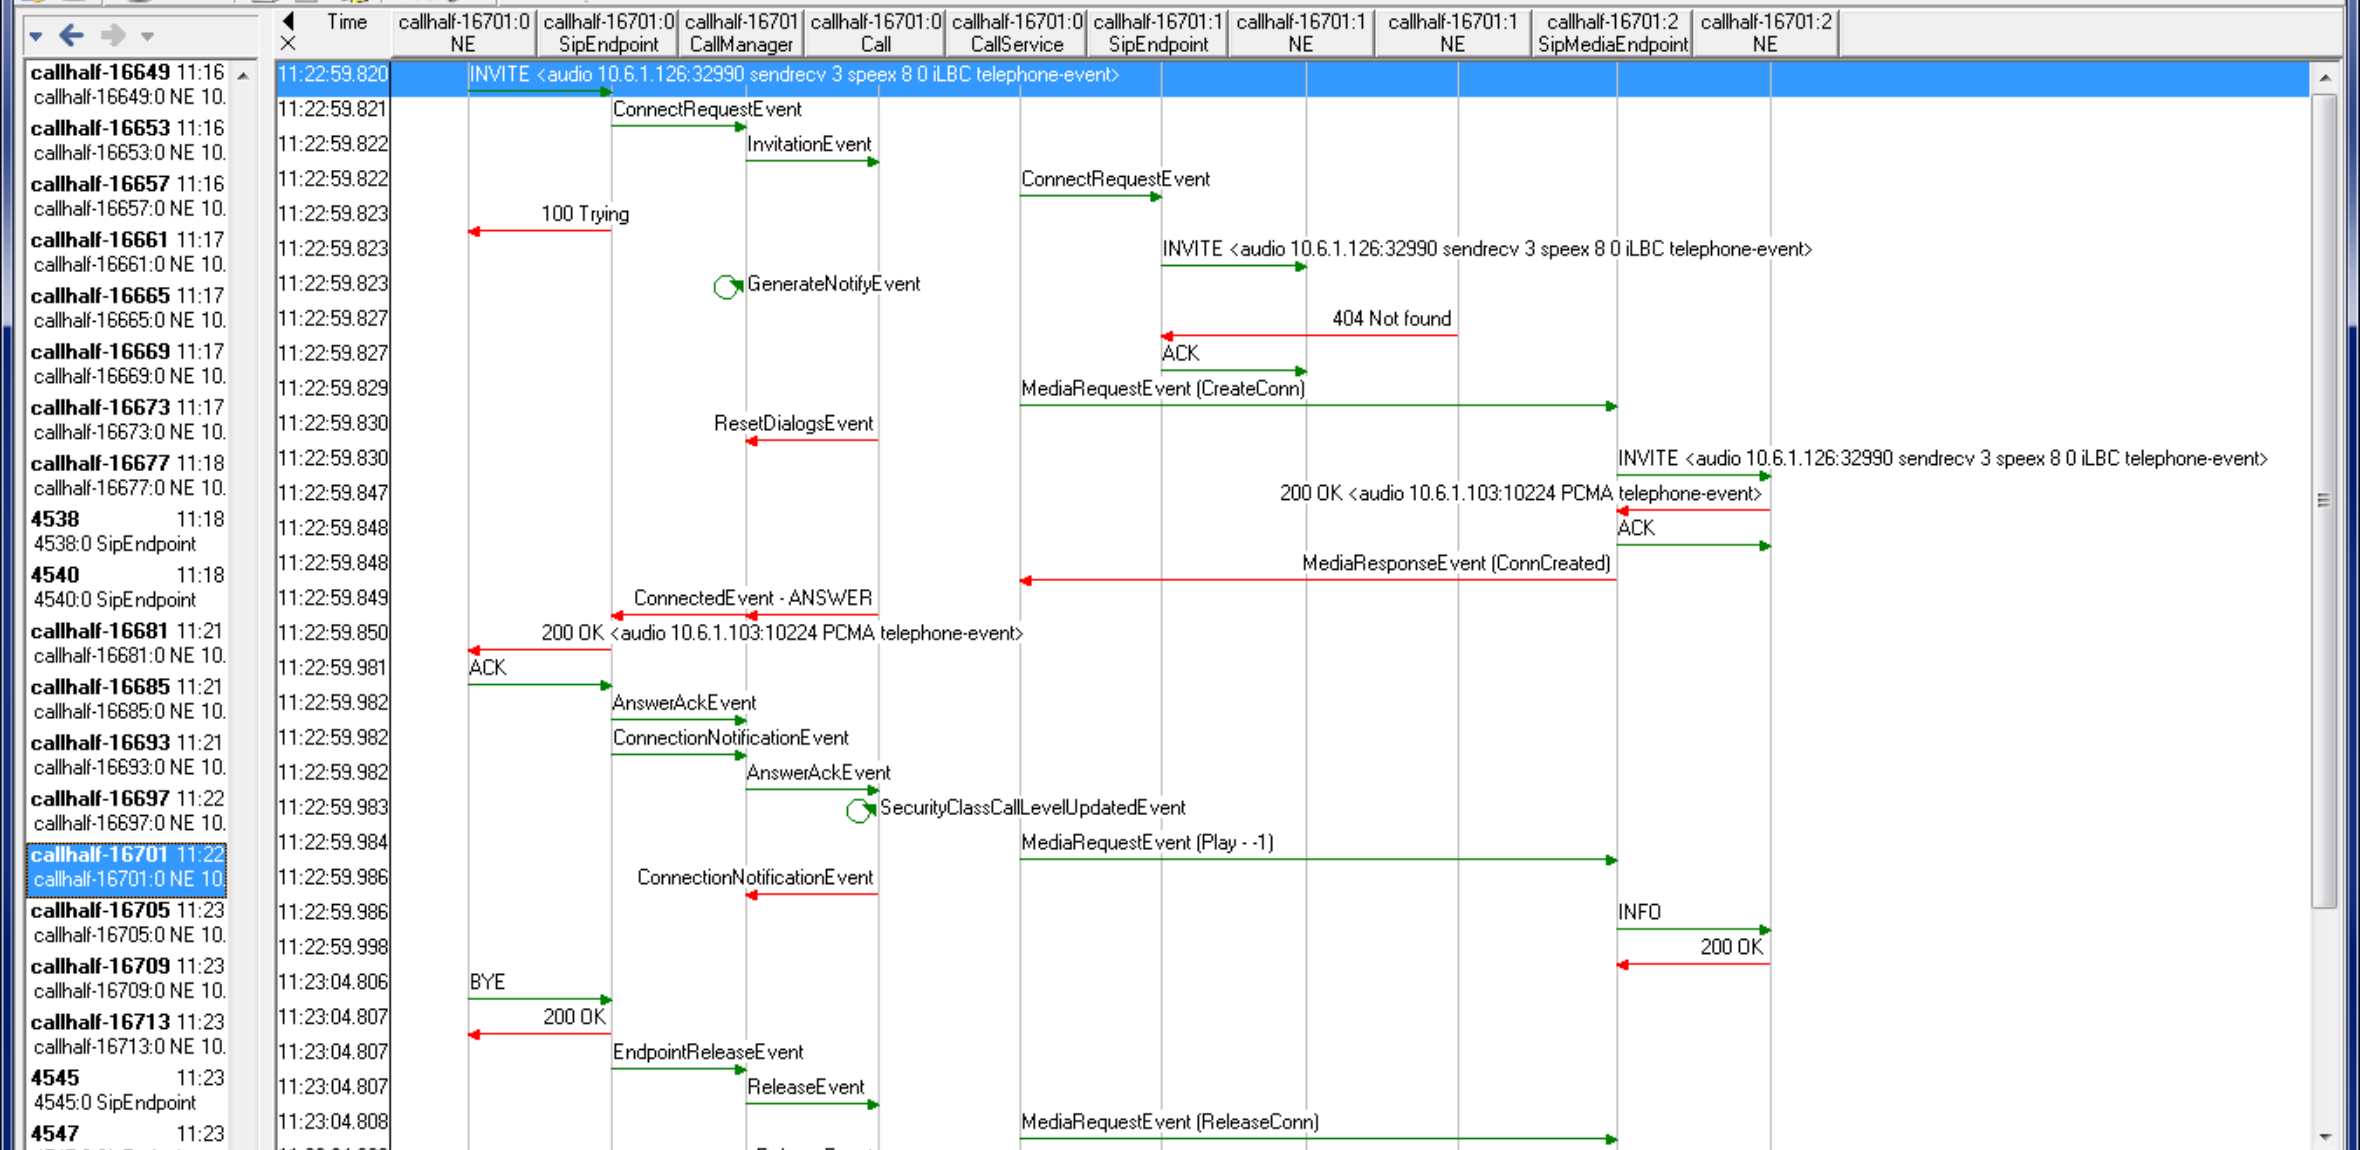 Time
callhalf-16701:0
NE
callhalf-16701:0
SipEndpoint
callhalf-16701
CallManager
callhalf-16701:0
Call
callhalf-16701:0
CallService
callhalf-16701:1
SipEndpoint
callhalf-16701:1
NE
callhalf-16701:1
NE
callhalf-16701:2
SipMediaEndpoint
callhalf-16701:2
NE
callhalf-16649 11:16
callhalf-16649:0 NE 10.
callhalf-16653 11:16
callhalf-16653:0 NE 10.
callhalf-16657 11:16
callhalf-16657:0 NE 10.
callhalf-16661 11:17
callhalf-16661:0 NE 10.
callhalf-16665 11:17
callhalf-16665:0 NE 10.
callhalf-16669 11:17
callhalf-16669:0 NE 10.
callhalf-16673 11:17
callhalf-16673:0 NE 10.
callhalf-16677 11:18
callhalf-16677:0 NE 10.
4538 11:18
4538:0 SipEndpoint
4540 11:18
4540:0 SipEndpoint
callhalf-16681 11:21
callhalf-16681:0 NE 10.
callhalf-16685 11:21
callhalf-16685:0 NE 10.
callhalf-16693 11:21
callhalf-16693:0 NE 10.
callhalf-16697 11:22
callhalf-16697:0 NE 10.
callhalf-16701 11:22
callhalf-16701:0 NE 10.
callhalf-16705 11:23
callhalf-16705:0 NE 10.
callhalf-16709 11:23
callhalf-16709:0 NE 10.
callhalf-16713 11:23
callhalf-16713:0 NE 10.
4545 11:23
4545:0 SipEndpoint
4547 11:23
11:22:59.820 INVITE <audio 10.6.1.126:32990 sendrecv 3 speex 8 0 iLBC telephone-event>
11:22:59.821 ConnectRequestEvent
11:22:59.822 InvitationEvent
11:22:59.822 ConnectRequestEvent
11:22:59.823 100 Trying
11:22:59.823 INVITE <audio 10.6.1.126:32990 sendrecv 3 speex 8 0 iLBC telephone-event>
11:22:59.823 GenerateNotifyEvent
11:22:59.827 404 Not found
11:22:59.827 ACK
11:22:59.829 MediaRequestEvent (CreateConn)
11:22:59.830 ResetDialogsEvent
11:22:59.830 INVITE <audio 10.6.1.126:32990 sendrecv 3 speex 8 0 iLBC telephone-event>
11:22:59.847 200 OK <audio 10.6.1.103:10224 PCMA telephone-event>
11:22:59.848 ACK
11:22:59.848 MediaResponseEvent (ConnCreated)
11:22:59.849 ConnectedEvent - ANSWER
11:22:59.850 200 OK <audio 10.6.1.103:10224 PCMA telephone-event>
11:22:59.981 ACK
11:22:59.982 AnswerAckEvent
11:22:59.982 ConnectionNotificationEvent
11:22:59.982 AnswerAckEvent
11:22:59.983 SecurityClassCallLevelUpdatedEvent
11:22:59.984 MediaRequestEvent (Play - -1)
11:22:59.986 ConnectionNotificationEvent
11:22:59.986 INFO
11:22:59.998 200 OK
11:23:04.806 BYE
11:23:04.807 200 OK
11:23:04.807 EndpointReleaseEvent
11:23:04.807 ReleaseEvent
11:23:04.808 MediaRequestEvent (ReleaseConn)